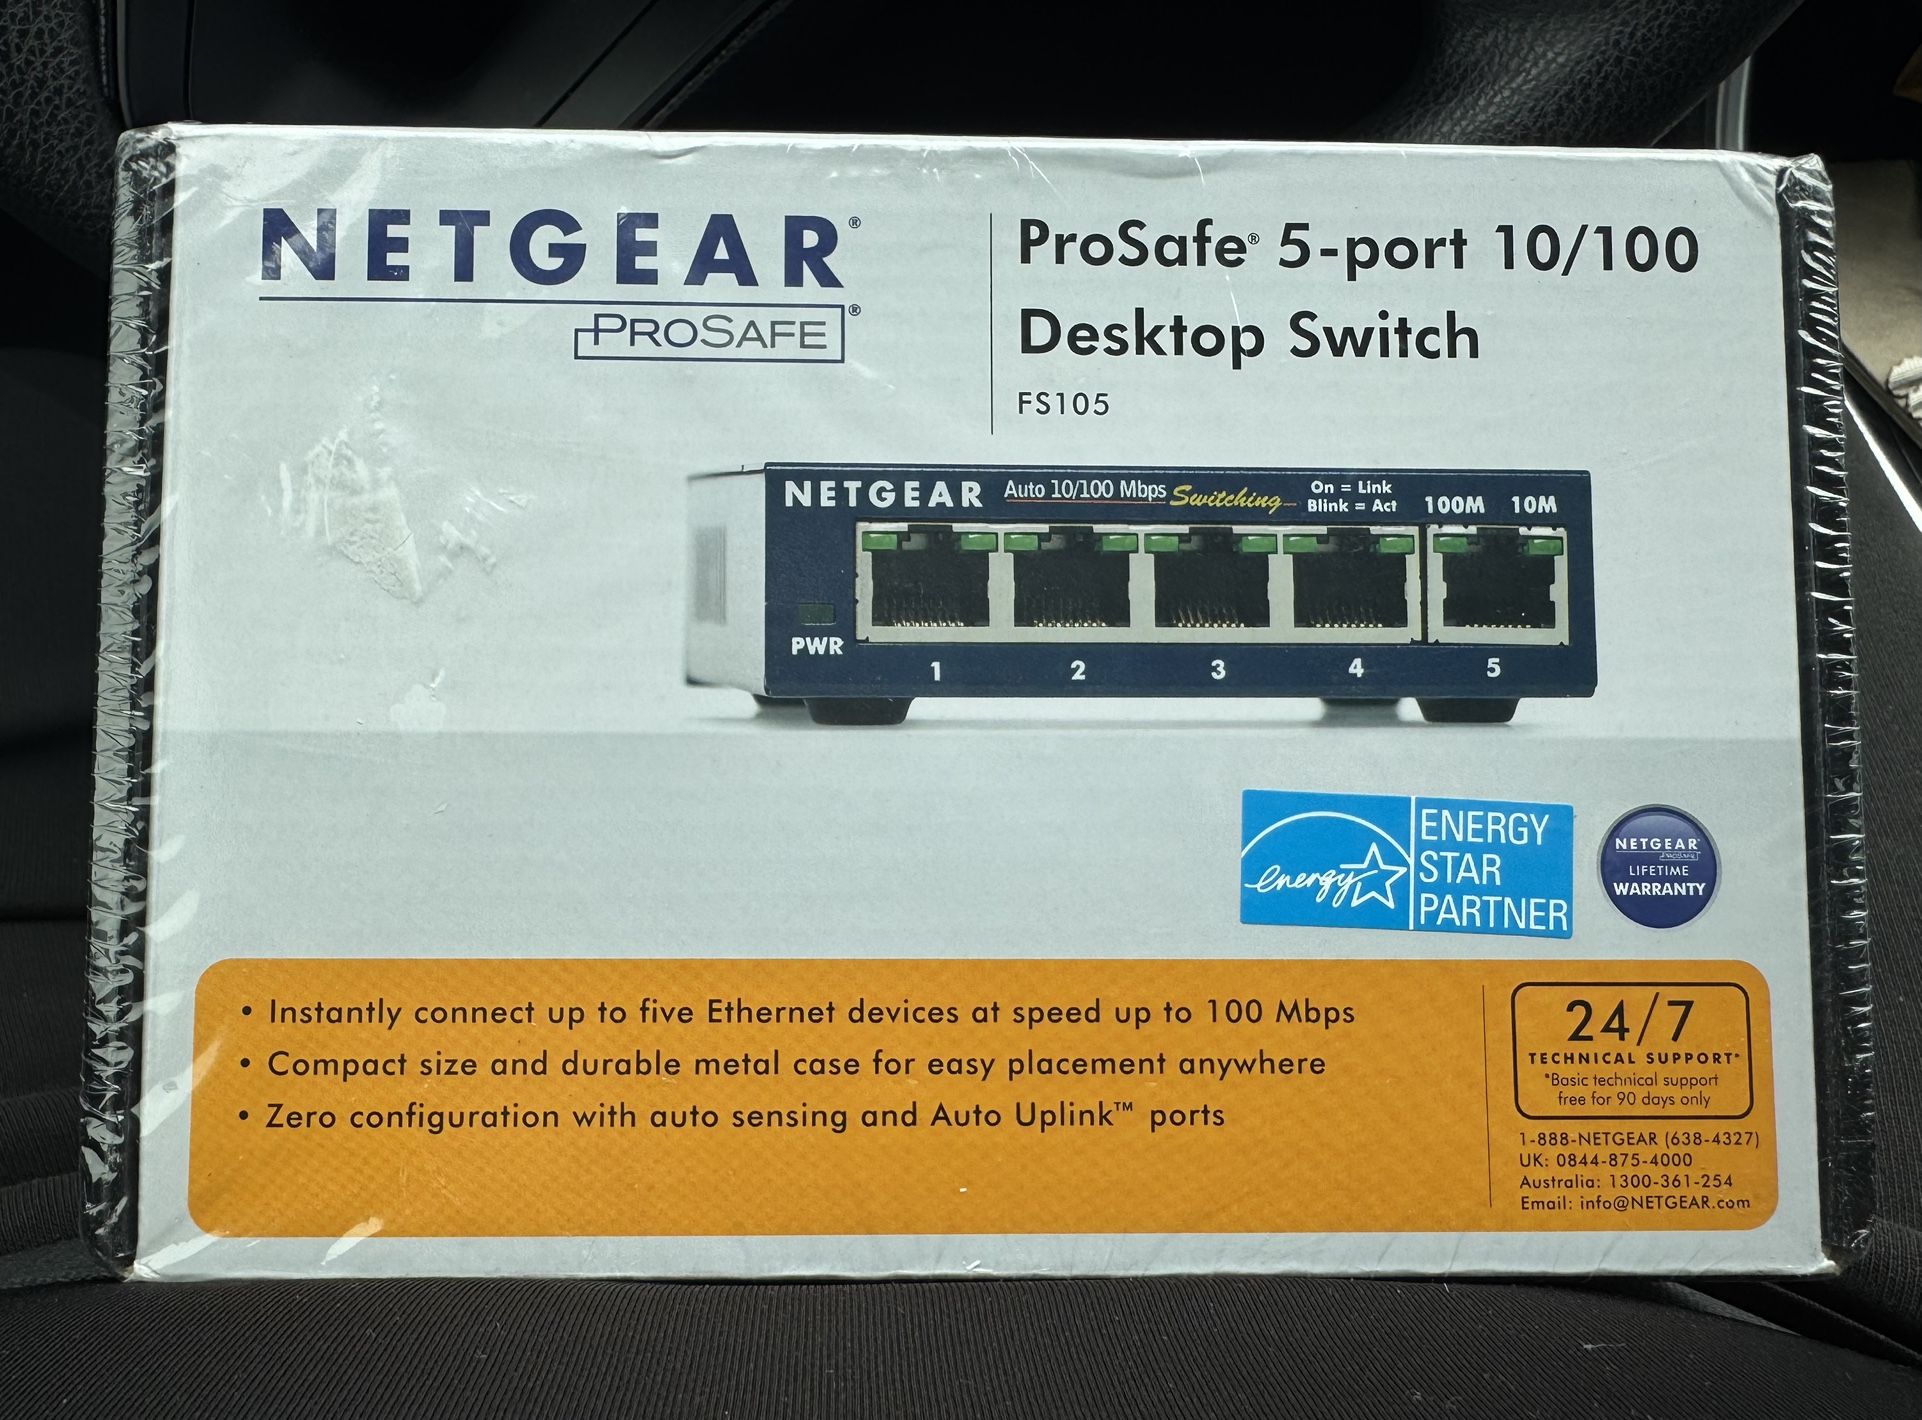 NETGEAR®
PROSAFE®
ProSafe® 5-port 10/100
Desktop Switch
FS105
NETGEAR Auto 10/100 Mbps Switching On = Link
Blink = Act 100M 10M
PWR
1 2 3 4 5
energy
ENERGY
STAR
PARTNER
NETGEAR®
PROSAFE
LIFETIME
WARRANTY
• Instantly connect up to five Ethernet devices at speed up to 100 Mbps
• Compact size and durable metal case for easy placement anywhere
• Zero configuration with auto sensing and Auto Uplink™ ports
24/7
TECHNICAL SUPPORT*
*Basic technical support
free for 90 days only
1-888-NETGEAR (638-4327)
UK: 0844-875-4000
Australia: 1300-361-254
Email: info@NETGEAR.com